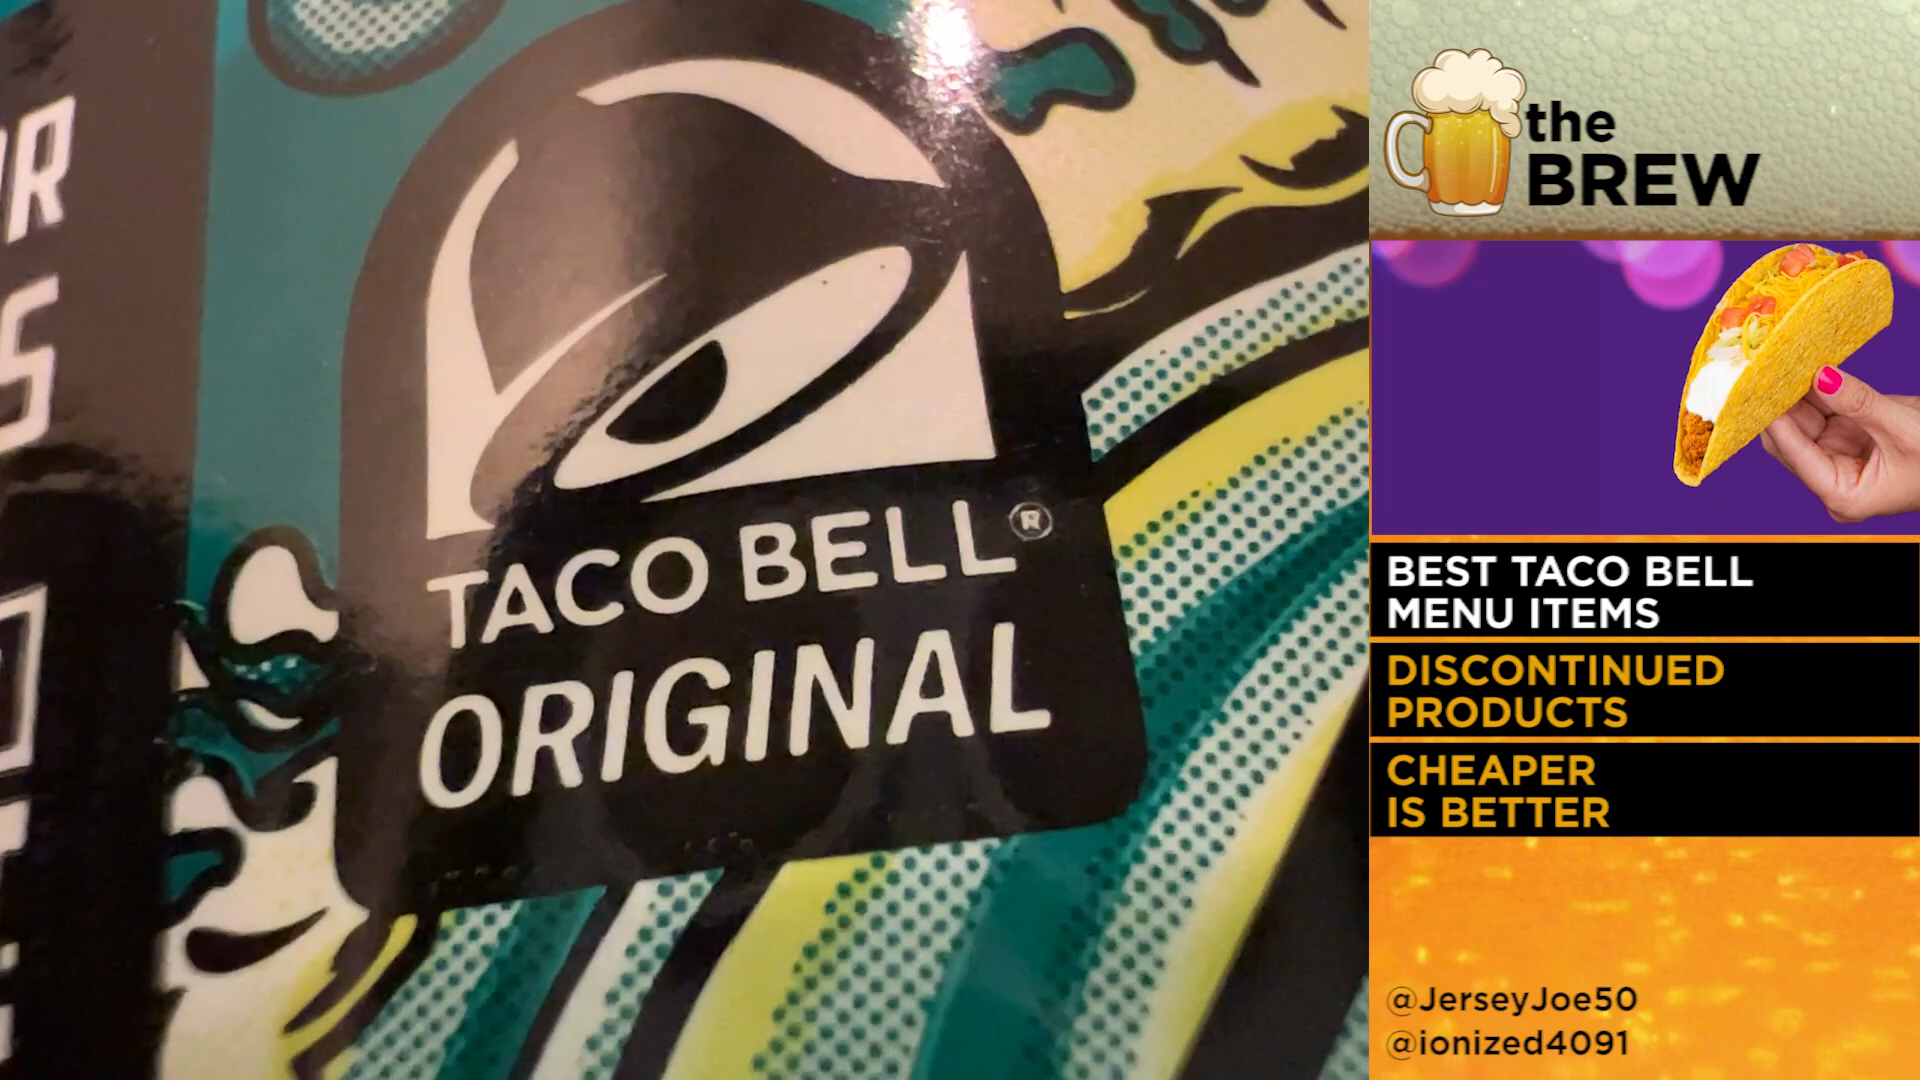 TACO BELL®
ORIGINAL
the
BREW
BEST TACO BELL
MENU ITEMS
DISCONTINUED
PRODUCTS
CHEAPER
IS BETTER
@JerseyJoe50
@ionized4091